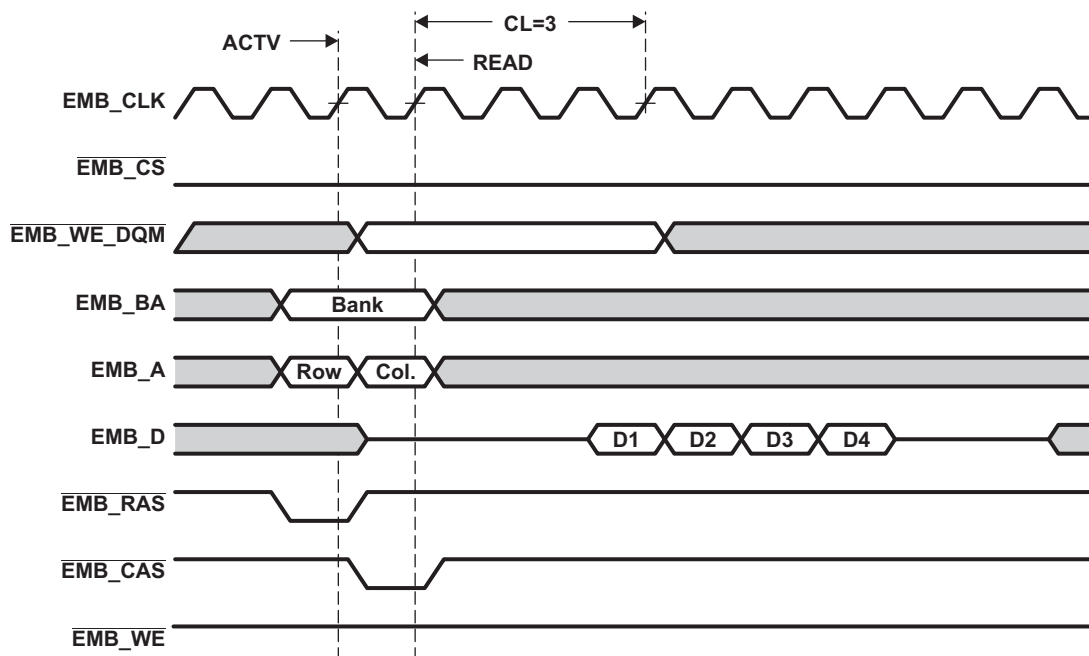 CL=3
ACTV
READ
EMB_CLK
EMB_CS
EMB_WE_DQM
EMB_BA
Bank
EMB_A
Row
Col.
EMB_D
D1
D2
D3
D4
EMB_RAS
EMB_CAS
EMB_WE